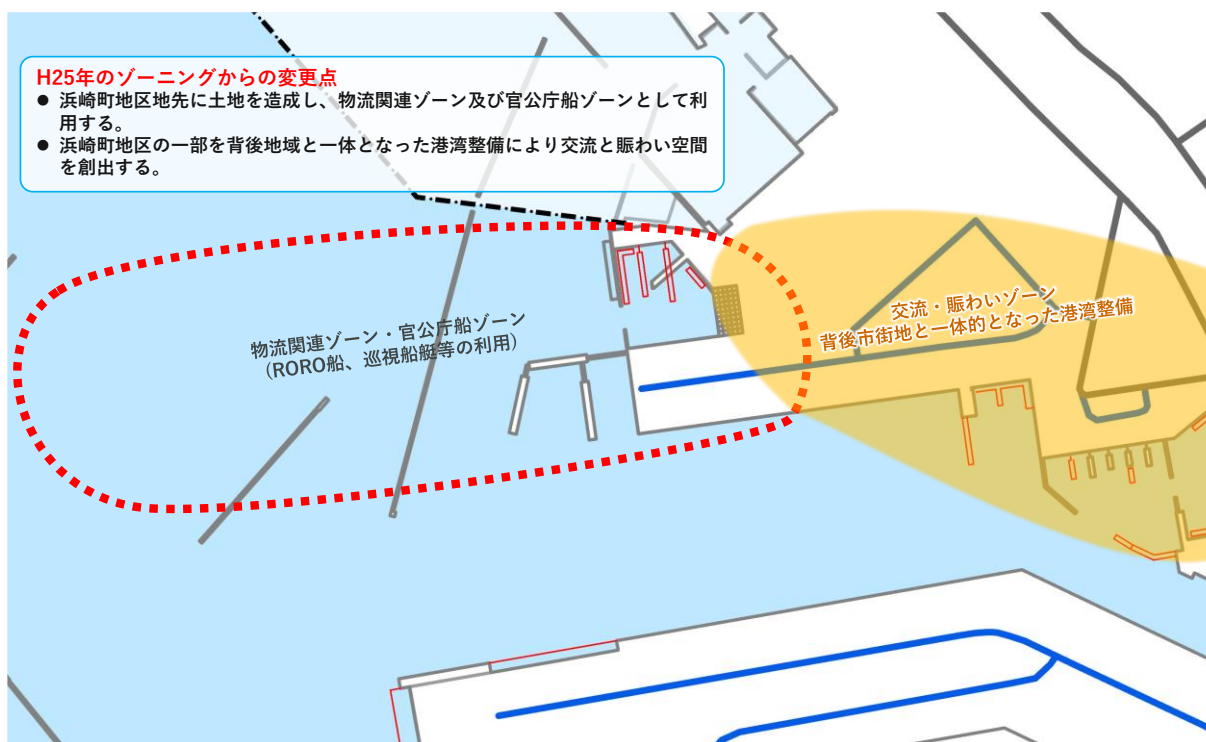 H25年のゾーニングからの変更点
● 浜崎町地区地先に土地を造成し、物流関連ゾーン及び官公庁船ゾーンとして利
用する。
● 浜崎町地区の一部を背後地域と一体となった港湾整備により交流と賑わい空間
を創出する。
物流関連ゾーン・官公庁船ゾーン
(RORO船、巡視船艇等の利用)
交流・賑わいゾーン
背後市街地と一体的となった港湾整備